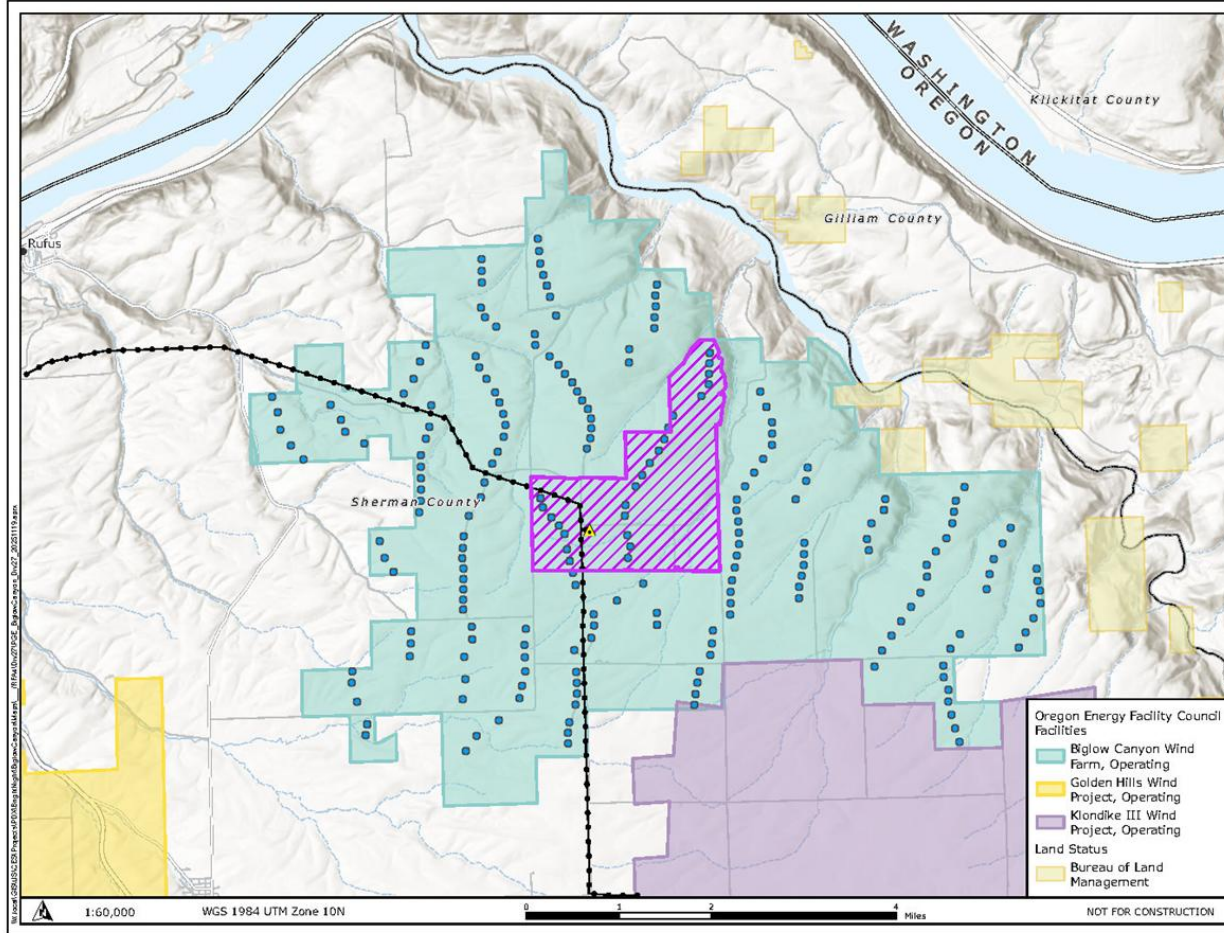 WASHINGTON
OREGON
Klickitat County
Gilliam County
Rufus
Sherman County
Oregon Energy Facility Council
Facilities
Biglow Canyon Wind
Farm, Operating
Golden Hills Wind
Project, Operating
Klondike III Wind
Project, Operating
Land Status
Bureau of Land
Management
1:60,000
WGS 1984 UTM Zone 10N
0 1 2 4
Miles
NOT FOR CONSTRUCTION